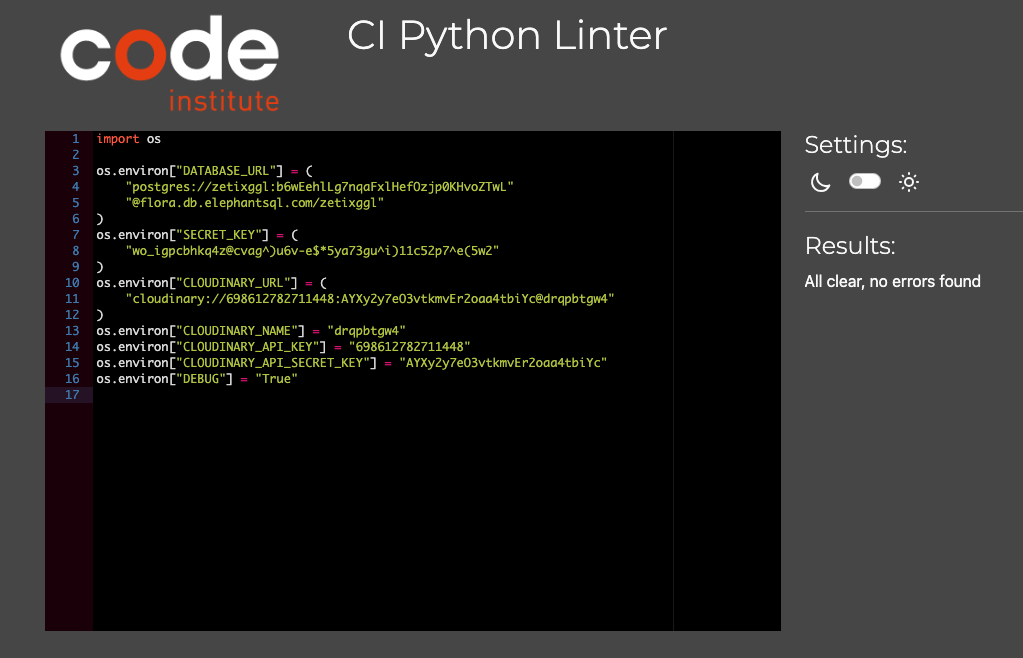 code
institute
CI Python Linter
1 import os
2
3 os.environ["DATABASE_URL"] = (
4 "postgres://zetixggl:b6wEehlLg7nqaFxlHefOzjp0KHvoZTwL"
5 "@flora.db.elephantsql.com/zetixggl"
6 )
7 os.environ["SECRET_KEY"] = (
8 "wo_igpcbhkq4z@cvag^)u6v-e$*5ya73gu^i)11c52p7^e(5w2"
9 )
10 os.environ["CLOUDINARY_URL"] = (
11 "cloudinary://698612782711448:AYXy2y7eO3vtkmvEr2oaa4tbiYc@drqpbtgw4"
12 )
13 os.environ["CLOUDINARY_NAME"] = "drqpbtgw4"
14 os.environ["CLOUDINARY_API_KEY"] = "698612782711448"
15 os.environ["CLOUDINARY_API_SECRET_KEY"] = "AYXy2y7eO3vtkmvEr2oaa4tbiYc"
16 os.environ["DEBUG"] = "True"
17
Settings:
Results:
All clear, no errors found